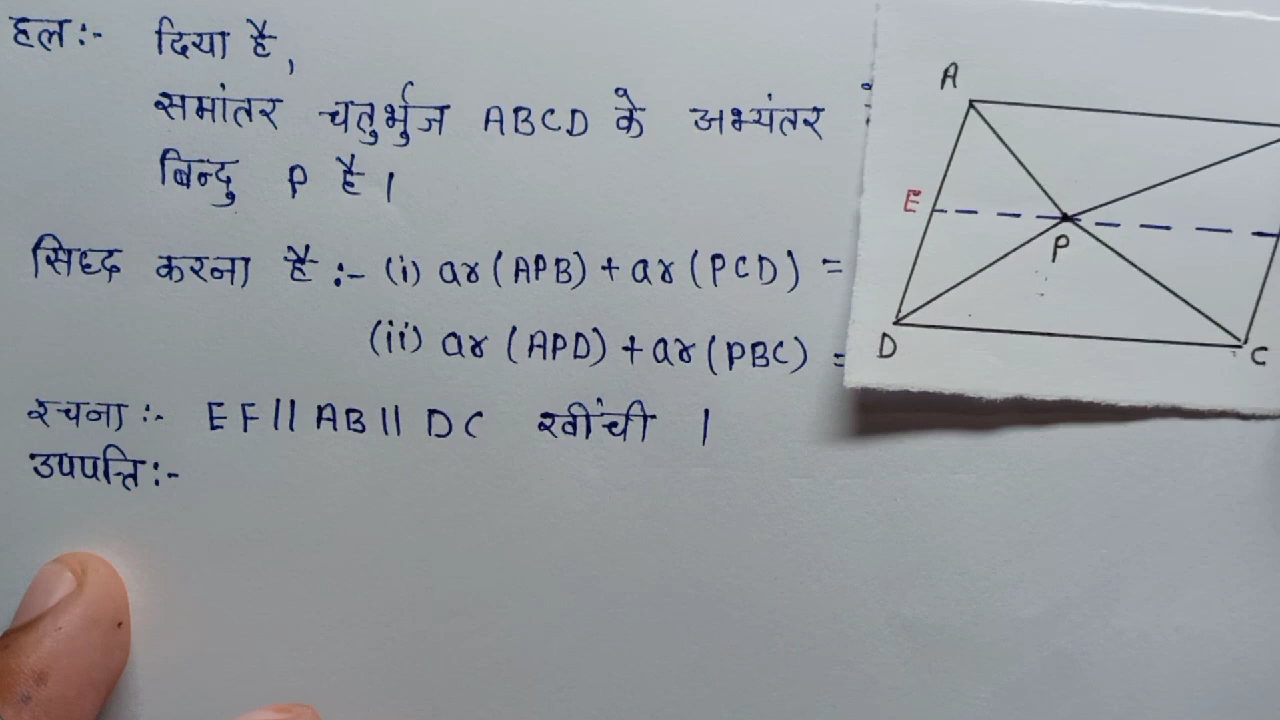 हल:- दिया है,
समांतर चतुर्भुज ABCD के अभ्यंतर
बिन्दु P है।
सिध्द करना है :- (i) ar (APB) + ar (PCD) =
(ii) ar (APD) + ar (PBC) =
रचना :- EF || AB || DC खींची ।
उपपत्ति :-
A
E
P
D
C